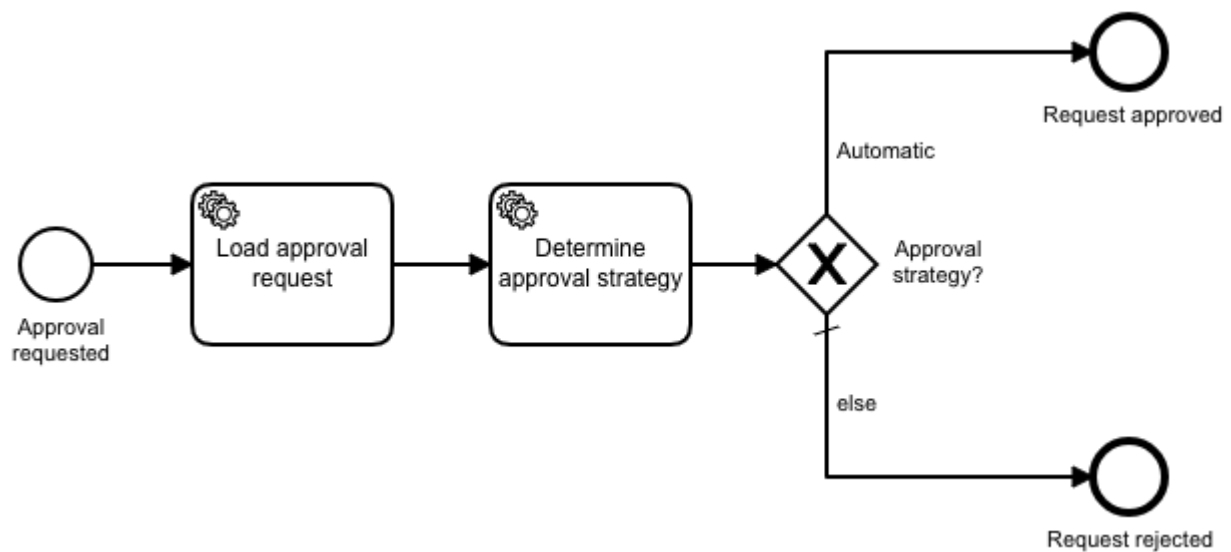 Request approved
Automatic
Load approval
request
Determine
approval strategy
Approval
strategy?
Approval
requested
else
Request rejected